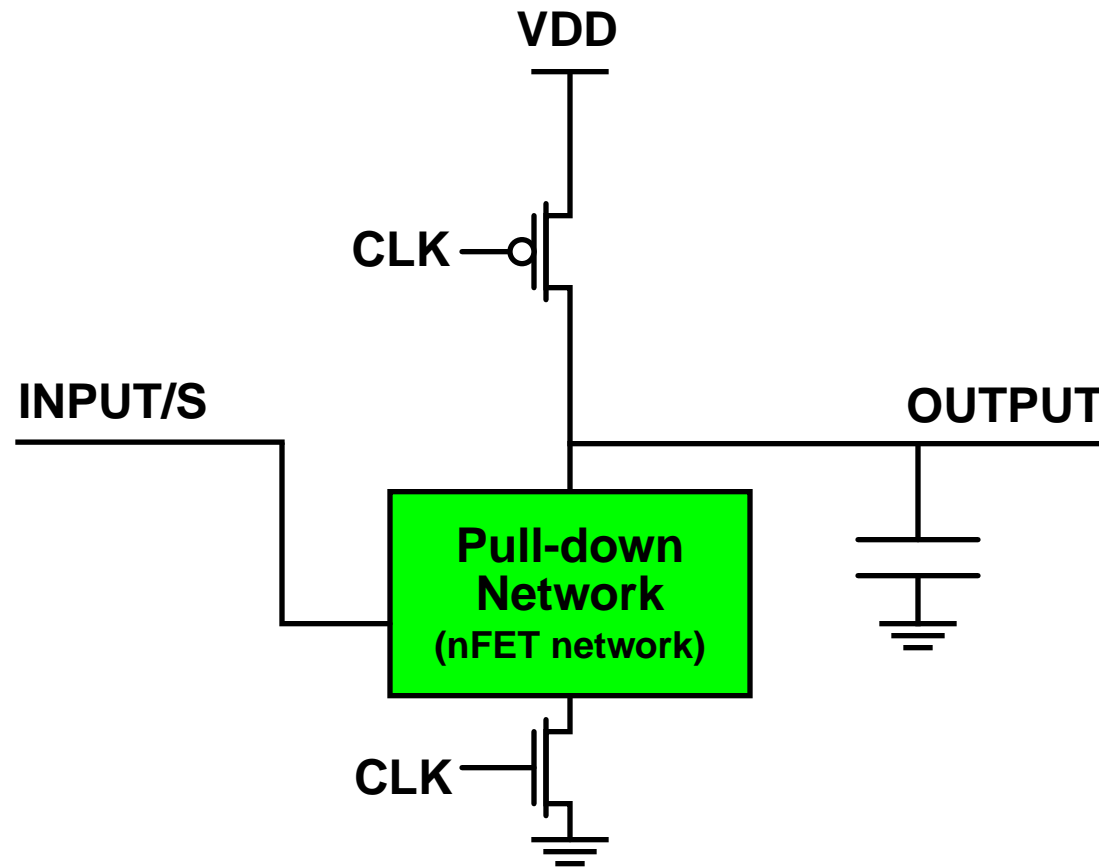 VDD
CLK
INPUT/S
OUTPUT
Pull-down
Network
(nFET network)
CLK